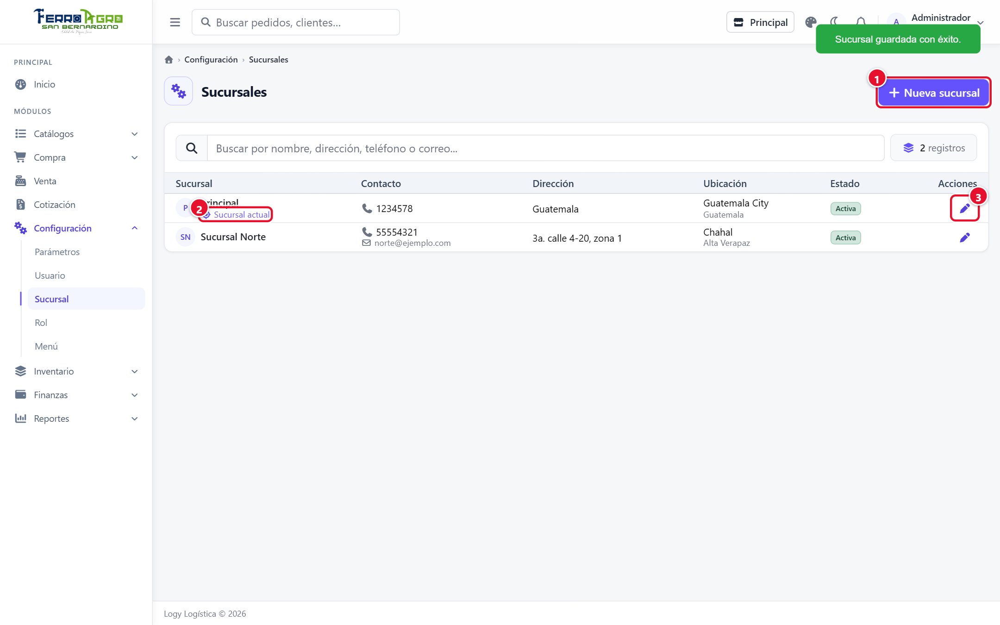 FERRO AGRO
SAN BERNARDINO
Buscar pedidos, clientes...
Principal
A
Administrador
Sucursal guardada con éxito.
PRINCIPAL
Inicio
MÓDULOS
Catálogos
Compra
Venta
Cotización
Configuración
Parámetros
Usuario
Sucursal
Rol
Menú
Inventario
Finanzas
Reportes
› Configuración › Sucursales
Sucursales
1
+ Nueva sucursal
Buscar por nombre, dirección, teléfono o correo...
2 registros
Sucursal Contacto Dirección Ubicación Estado Acciones
P
2
Sucursal actual
1234578
Guatemala
Guatemala City
Guatemala
Activa
3
SN
Sucursal Norte
55554321
norte@ejemplo.com
3a. calle 4-20, zona 1
Chahal
Alta Verapaz
Activa
Logy Logística © 2026